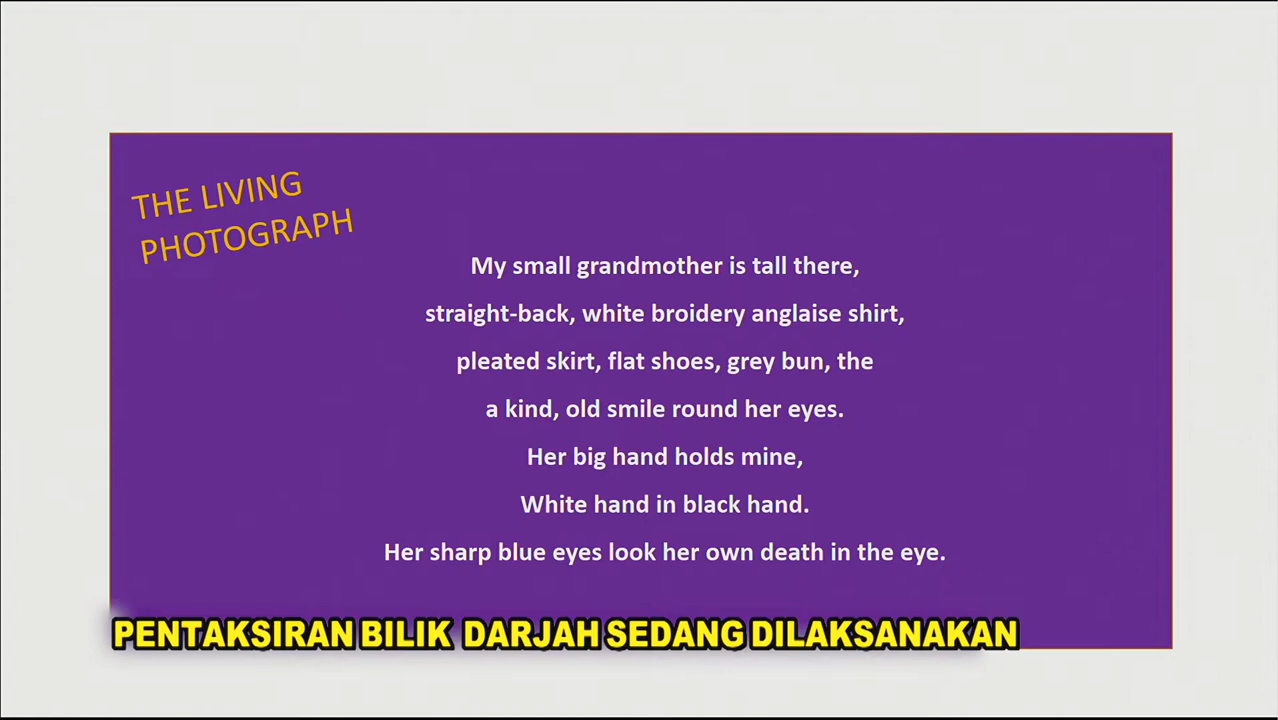 THE LIVING
PHOTOGRAPH
My small grandmother is tall there,
straight-back, white broidery anglaise shirt,
pleated skirt, flat shoes, grey bun, the
a kind, old smile round her eyes.
Her big hand holds mine,
White hand in black hand.
Her sharp blue eyes look her own death in the eye.
PENTAKSIRAN BILIK DARJAH SEDANG DILAKSANAKAN